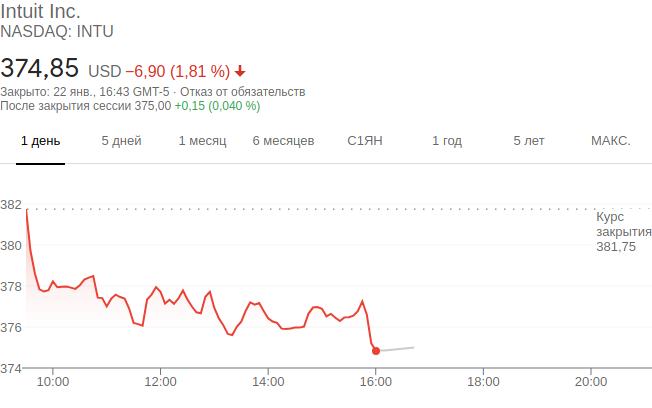 Intuit Inc.
NASDAQ: INTU
374,85 USD −6,90 (1,81 %)
Закрыто: 22 янв., 16:43 GMT-5 · Отказ от обязательств
После закрытия сессии 375,00 +0,15 (0,040 %)
1 день 5 дней 1 месяц 6 месяцев С1ЯН 1 год 5 лет МАКС.
382
Курс
закрытия
381,75
380
378
376
374
10:00 12:00 14:00 16:00 18:00 20:00